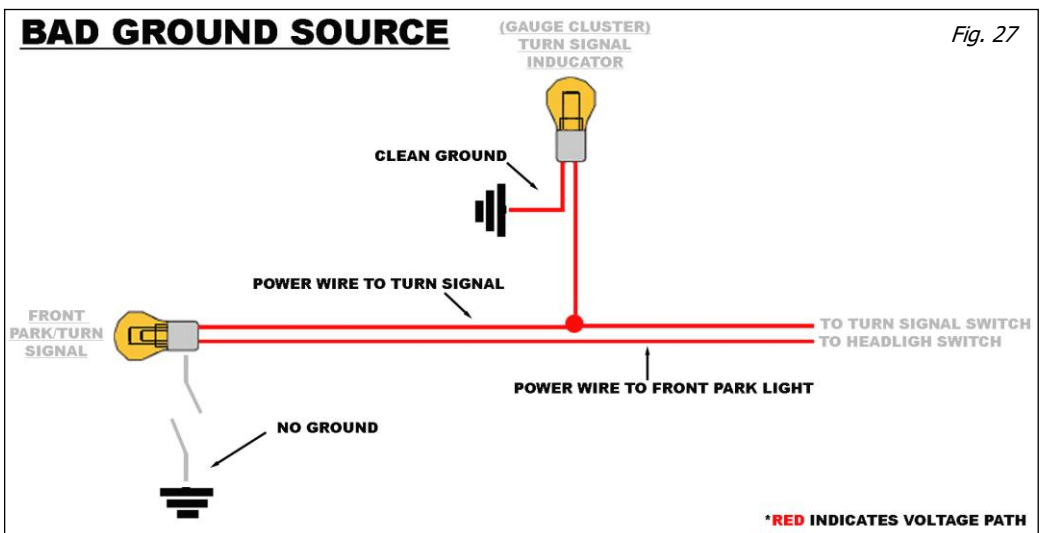 BAD GROUND SOURCE
(GAUGE CLUSTER)
TURN SIGNAL
INDUCATOR
Fig. 27
CLEAN GROUND
POWER WIRE TO TURN SIGNAL
FRONT
PARK/TURN
SIGNAL
TO TURN SIGNAL SWITCH
TO HEADLIGH SWITCH
POWER WIRE TO FRONT PARK LIGHT
NO GROUND
*RED INDICATES VOLTAGE PATH